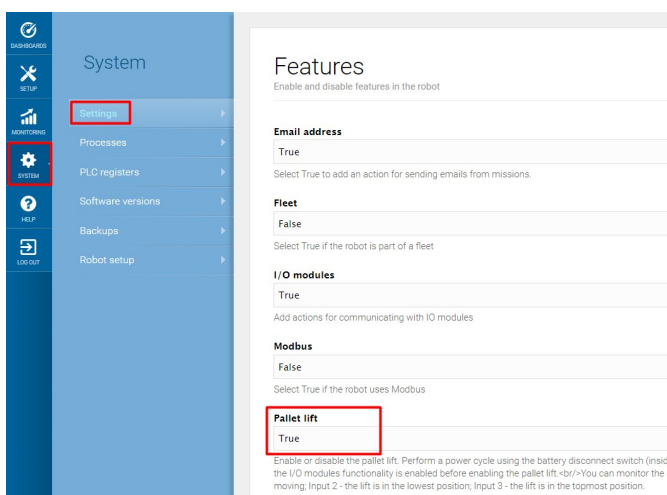 DASHBOARDS
SETUP
MONITORING
SYSTEM
HELP
LOG OUT
System
Settings
Processes
PLC registers
Software versions
Backups
Robot setup
Features
Enable and disable features in the robot
Email address
True
Select True to add an action for sending emails from missions.
Fleet
False
Select True if the robot is part of a fleet
I/O modules
True
Add actions for communicating with IO modules
Modbus
False
Select True if the robot uses Modbus
Pallet lift
True
Enable or disable the pallet lift. Perform a power cycle using the battery disconnect switch
the I/O modules functionality is enabled before enabling the pallet lift.<br/>You can monitor the
moving; Input 2 - the lift is in the lowest position; Input 3 - the lift is in the topmost position.